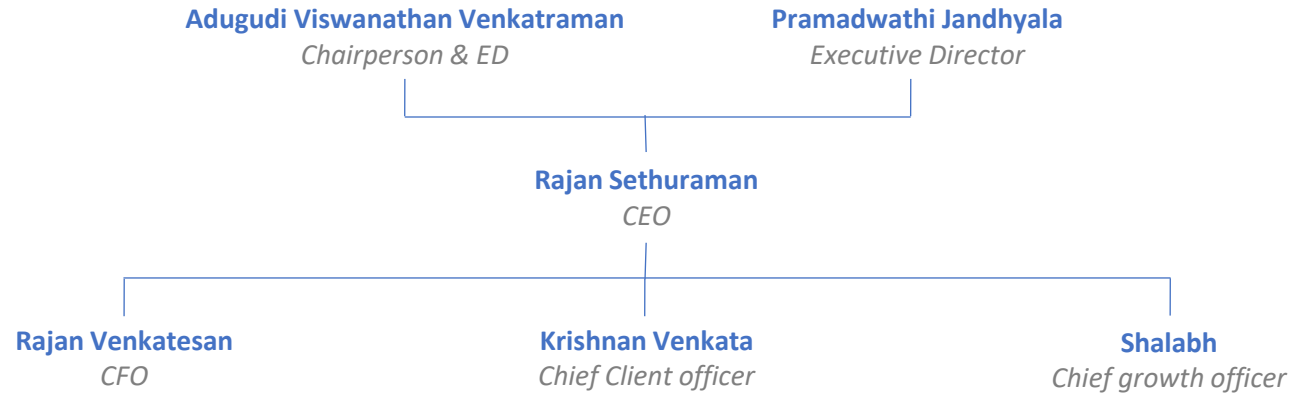 Adugudi Viswanathan Venkatraman
Chairperson & ED
Pramadwathi Jandhyala
Executive Director
Rajan Sethuraman
CEO
Rajan Venkatesan
CFO
Krishnan Venkata
Chief Client officer
Shalabh
Chief growth officer